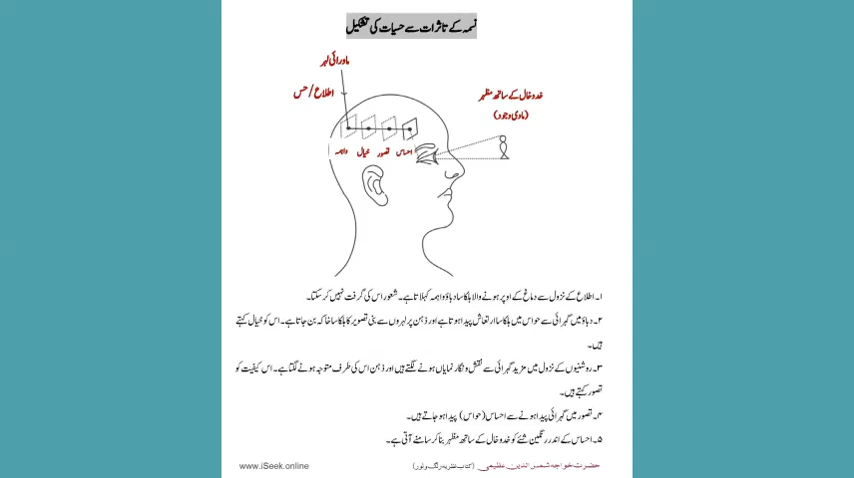 نسمہ کے تاثرات سے حسیات کی تشکیل
ماورائی لہر
اطلاع / حس
خدوخال کے ساتھ مظہر
(مادی وجود)
واہمہ خیال تصور احساس
۱۔ اطلاع کے نزول سے دماغ کے اوپر ہونے والا ہلکا سا دباؤ واہمہ کہلاتا ہے۔ شعور اس کی گرفت نہیں کر سکتا۔
۲۔ دباؤ میں گہرائی سے حواس میں ہلکا سا ارتعاش پیدا ہوتا ہے اور ذہن پر لہروں سے بنی تصویر کا ہلکا سا خاکہ بن جاتا ہے۔ اس کو خیال کہتے
ہیں۔
۳۔ روشنیوں کے نزول میں مزید گہرائی سے نقش و نگار نمایاں ہونے لگتے ہیں اور ذہن اس کی طرف متوجہ ہونے لگتا ہے۔ اس کیفیت کو
تصور کہتے ہیں۔
۴۔ تصور میں گہرائی پیدا ہونے سے احساس (حواس) پیدا ہو جاتے ہیں۔
۵۔ احساس کے اندر رنگین شئے کو خدوخال کے ساتھ مظہر بنا کر سامنے آتی ہے۔
حضرت خواجہ شمس الدین عظیمی (کتاب نظریہ رنگ و نور)
www.iSeek.online